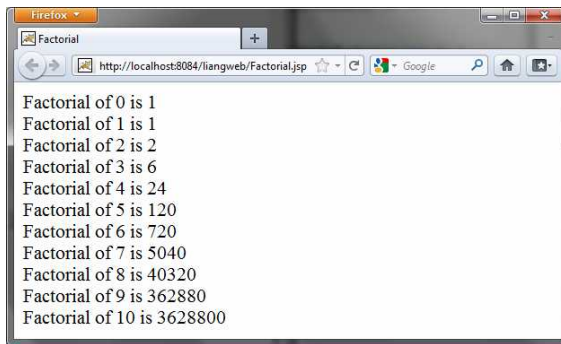 Firefox
Factorial
http://localhost:8084/liangweb/Factorial.jsp
Google
Factorial of 0 is 1
Factorial of 1 is 1
Factorial of 2 is 2
Factorial of 3 is 6
Factorial of 4 is 24
Factorial of 5 is 120
Factorial of 6 is 720
Factorial of 7 is 5040
Factorial of 8 is 40320
Factorial of 9 is 362880
Factorial of 10 is 3628800